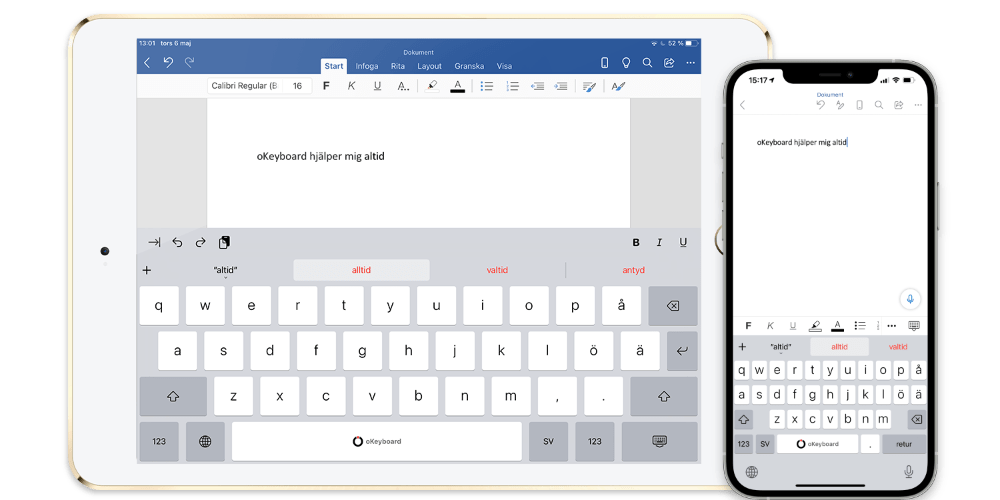 13:01 tors 6 maj
52 %
Dokument
Start Infoga Rita Layout Granska Visa
Calibri Regular (B 16 F K U A..  A
oKeyboard hjälper mig altid
B I U
+ "altid" alltid valtid antyd
q w e r t y u i o p å
a s d f g h j k l ö ä
z x c v b n m , .
123 oKeyboard SV 123
15:17
Dokument
oKeyboard hjälper mig altid
F K U A
+ "altid" alltid valtid
q w e r t y u i o p å
a s d f g h j k l ö ä
z x c v b n m
123 SV oKeyboard . retur